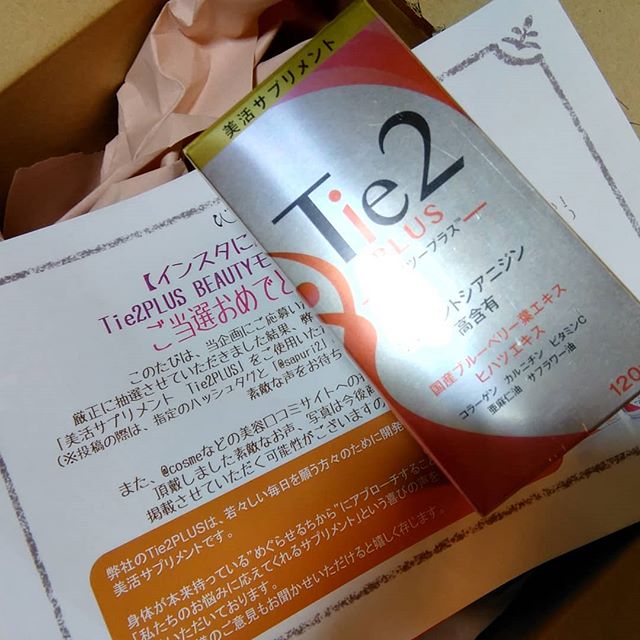 美活サプリメント
Tie2
PLUS
ツープラス™
トシアニジン
高含有
国産ブルーベリー葉エキス
ヒハツエキス
コラーゲン カルニチン ビタミンC
亜麻仁油 サフラワー油
120
【インスタに
Tie2PLUS BEAUTYモ
ご当選おめでと
このたびは、当企画にご応募い
厳正に抽選させていただきました結果、弊
「美活サプリメント Tie2PLUS」をご使用いた
(※投稿の際は、指定のハッシュタグと「@sapuri2」
素敵な声をお待ち
また、@cosmeなどの美容口コミサイトへの
頂戴しました素敵なお声、写真は今後
掲載させていただく可能性がございますの
弊社のTie2PLUSは、若々しい毎日を願う方々のために開発
美活サプリメントです。
身体が本来持っている"めぐらせるちから"にアプローチすること
「私たちのお悩みに応えてくれるサプリメント」という喜びの声を
いただいております。
のご意見もお聞かせいただけると嬉しく存じます。